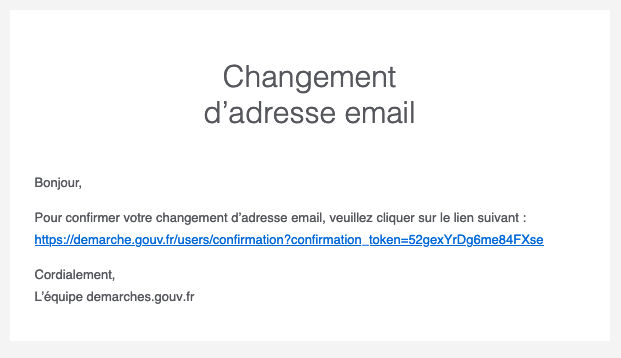 Changement
d’adresse email
Bonjour,
Pour confirmer votre changement d’adresse email, veuillez cliquer sur le lien suivant :
https://demarche.gouv.fr/users/confirmation?confirmation_token=52gexYrDg6me84FXse
Cordialement,
L’équipe demarches.gouv.fr